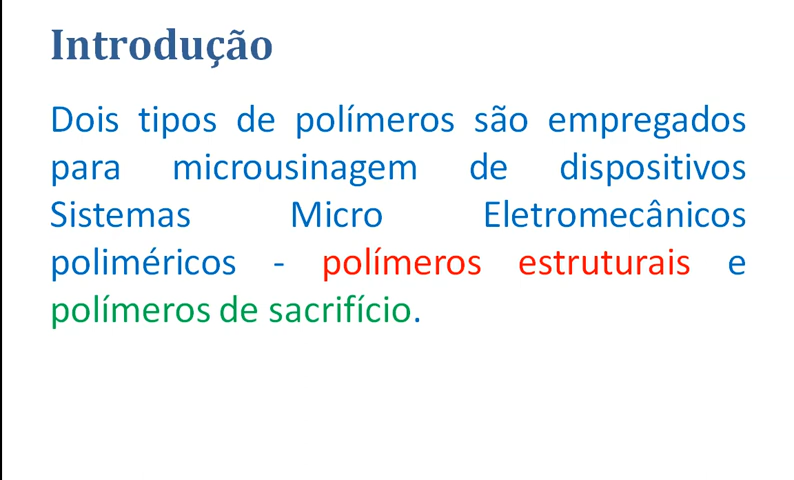 Introdução
Dois tipos de polímeros são empregados
para microusinagem de dispositivos
Sistemas Micro Eletromecânicos
poliméricos - polímeros estruturais e
polímeros de sacrifício.